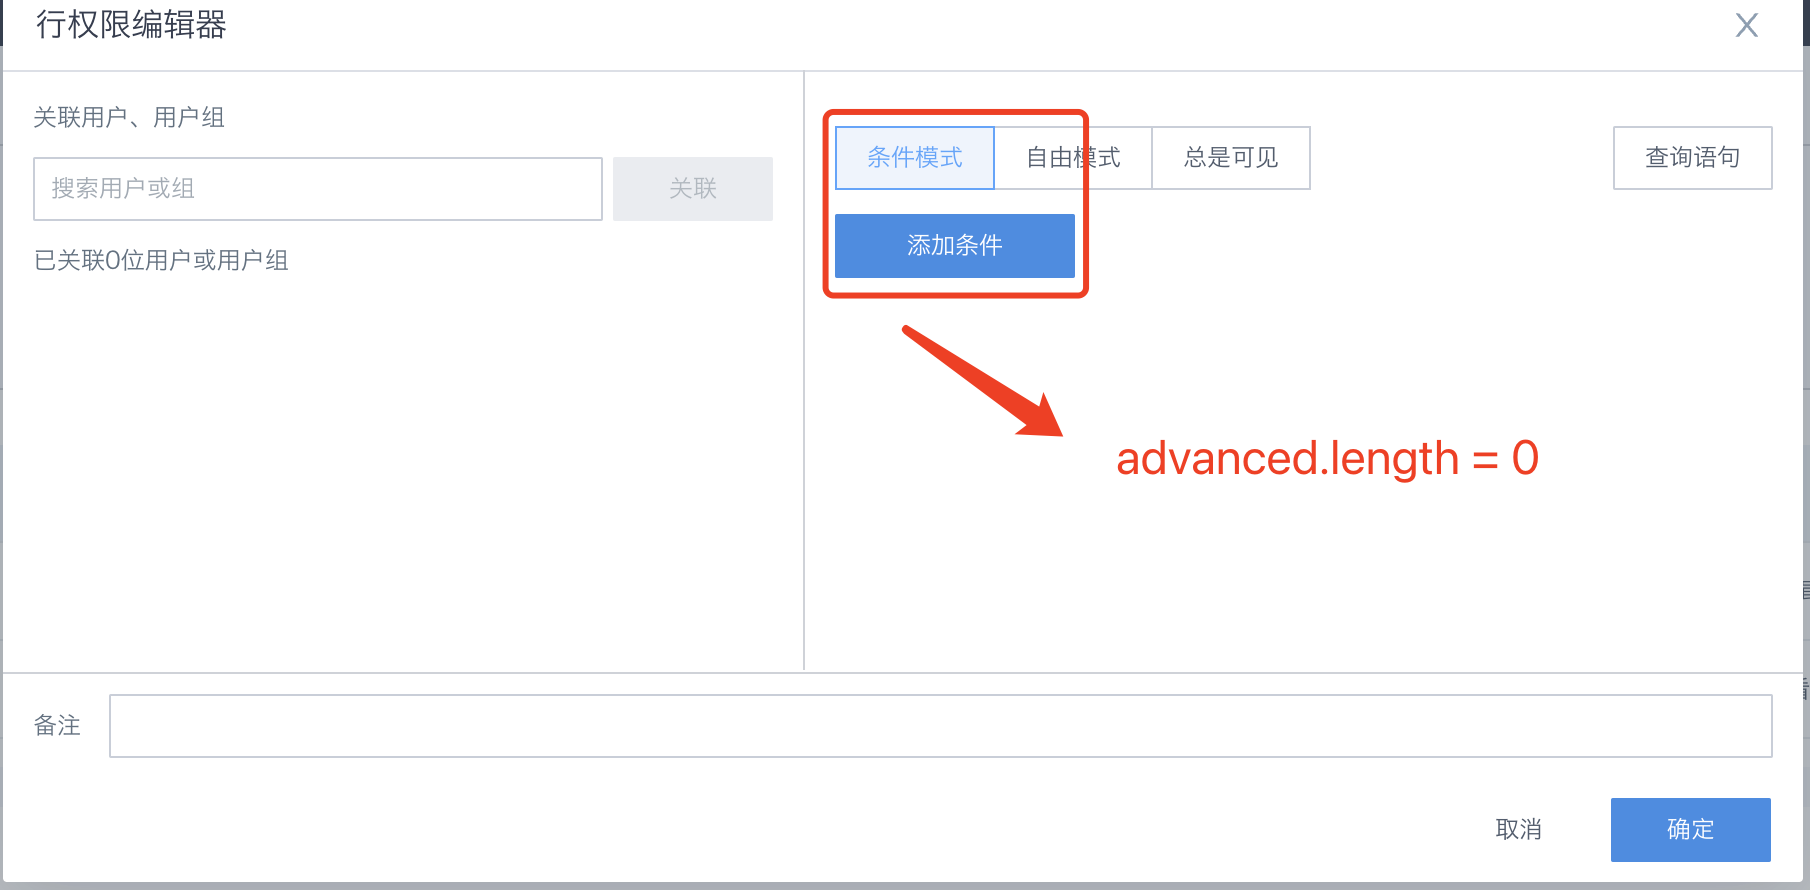 行权限编辑器
关联用户、用户组
搜索用户或组
关联
已关联0位用户或用户组
条件模式
自由模式
总是可见
查询语句
添加条件
advanced.length = 0
备注
取消
确定